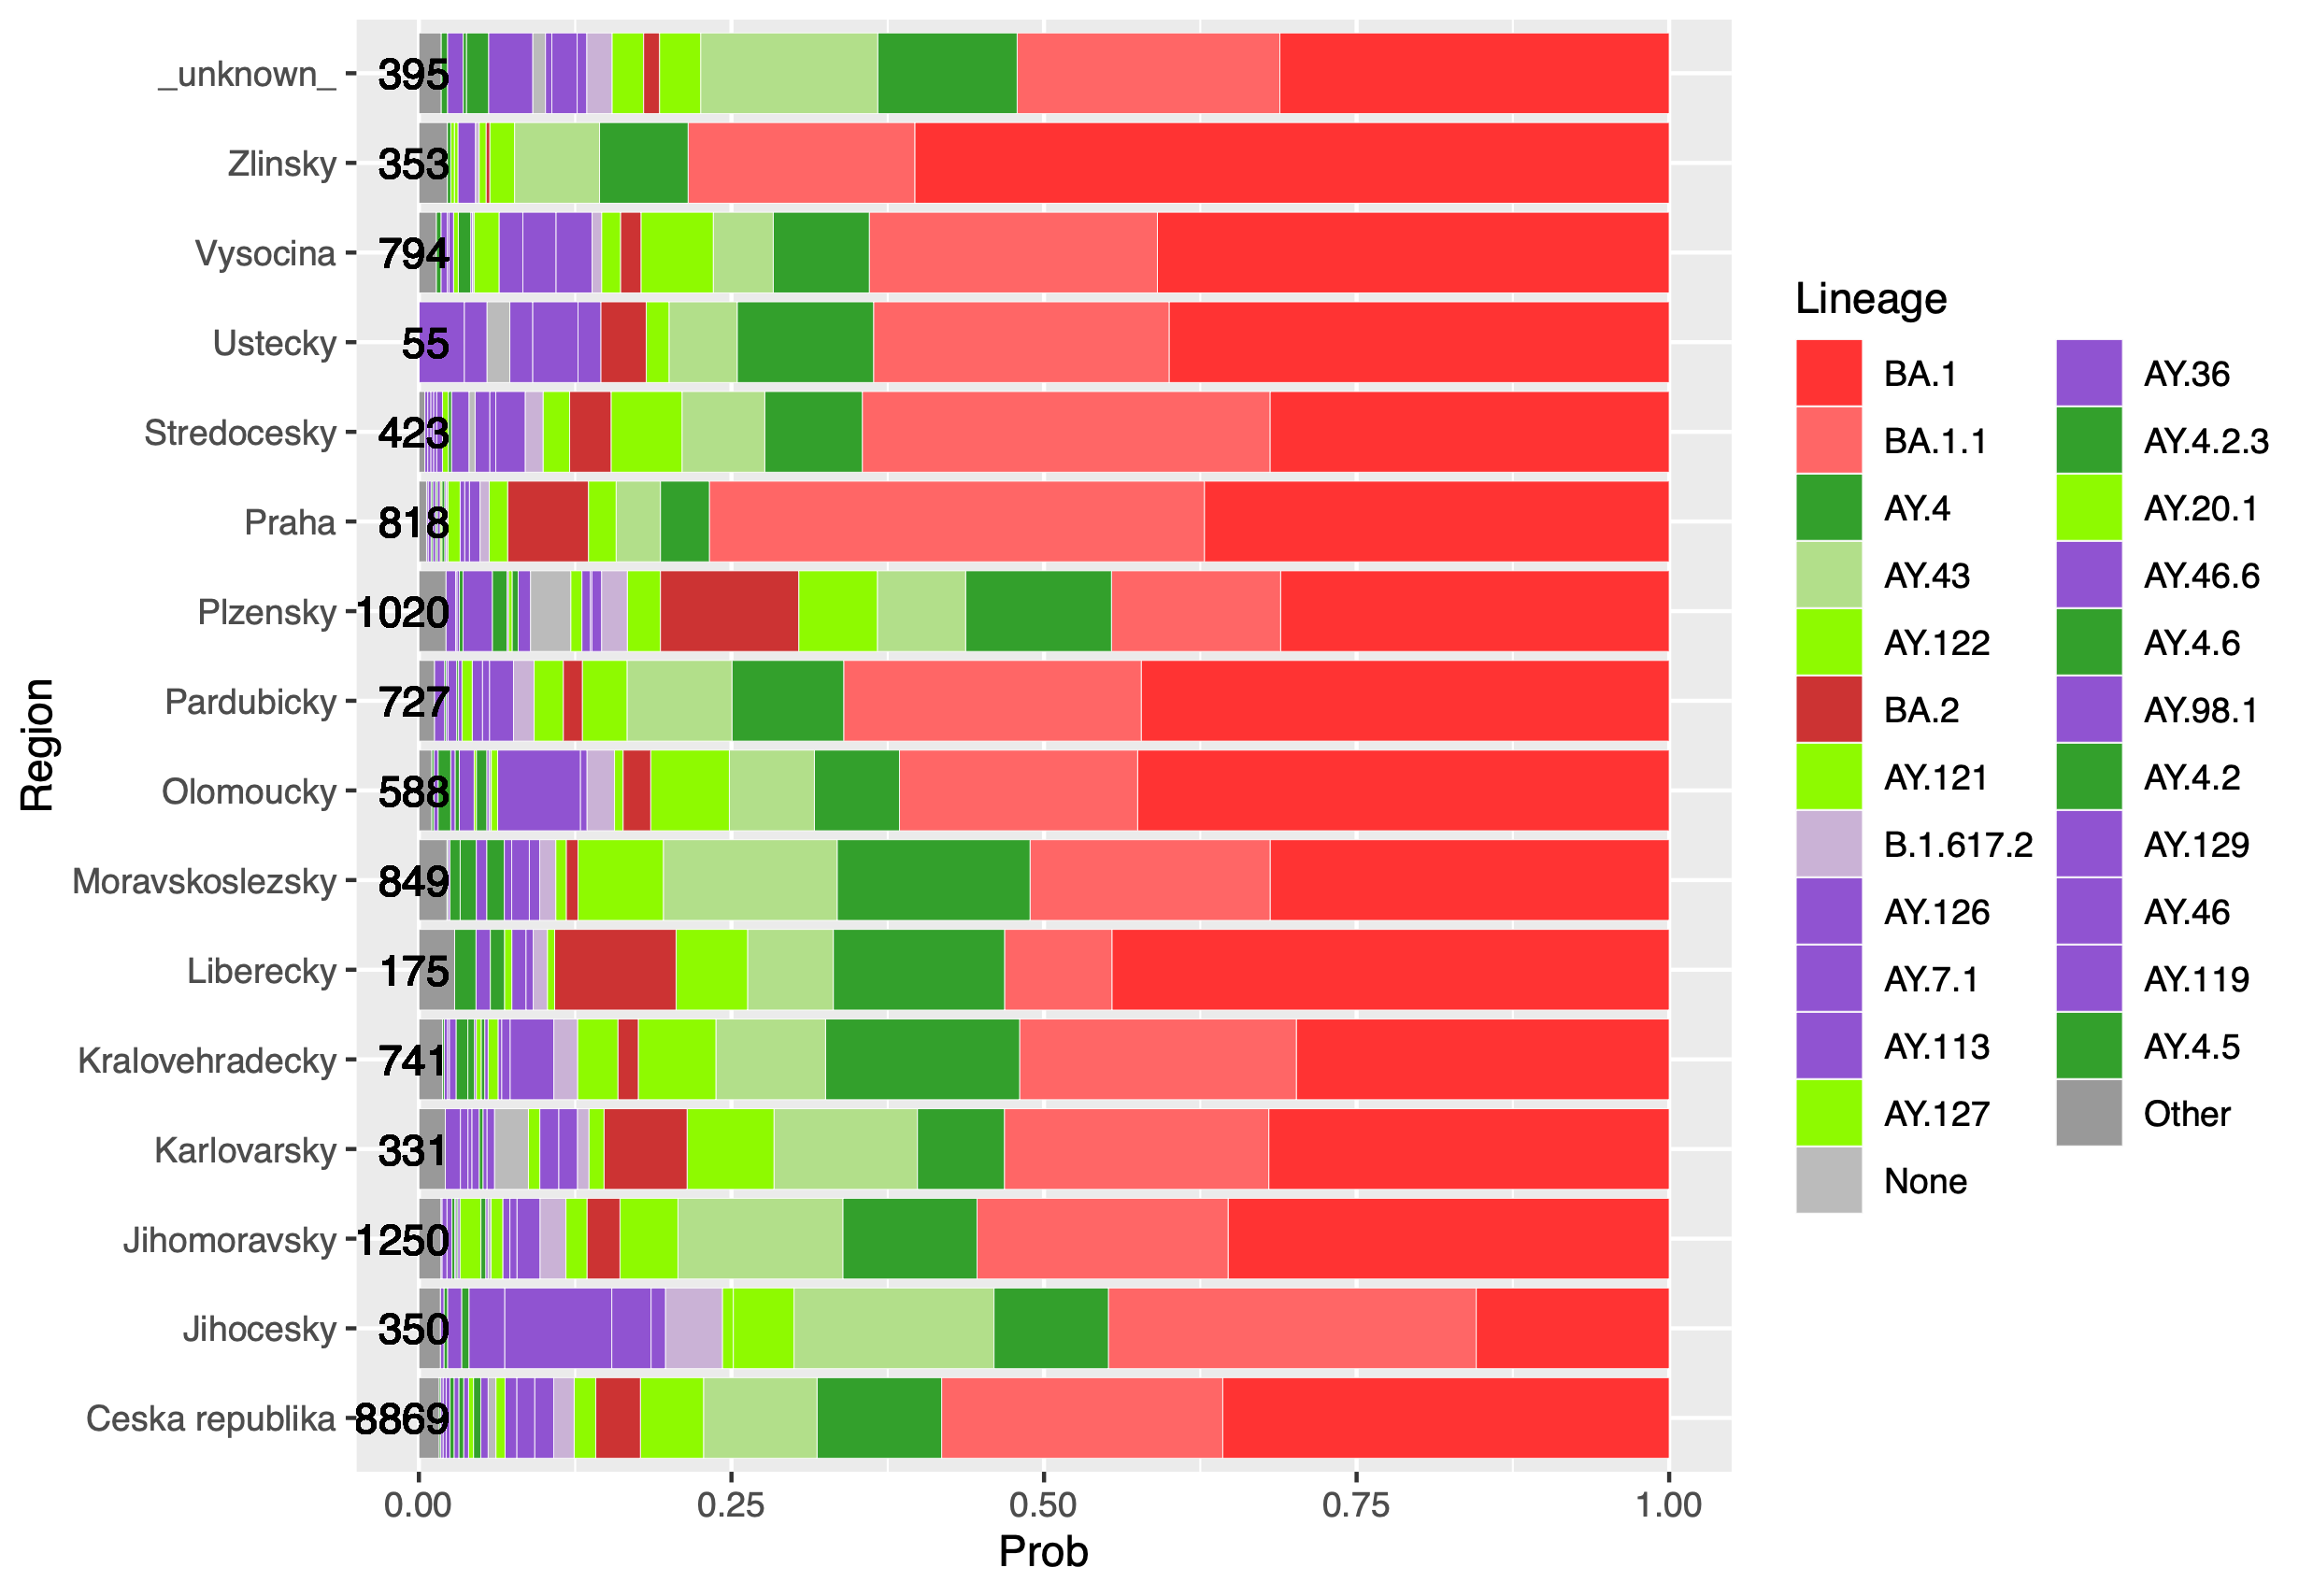 _unknown_ 395
Zlinsky 353
Vysocina 794
Ustecky 55
Stredocesky 423
Praha 818
Plzensky 1020
Pardubicky 727
Olomoucky 588
Moravskoslezsky 849
Liberecky 175
Kralovehradecky 741
Karlovarsky 331
Jihomoravsky 1250
Jihocesky 350
Ceska republika 8869
Region
0.00 0.25 0.50 0.75 1.00
Prob
Lineage
BA.1
BA.1.1
AY.4
AY.43
AY.122
BA.2
AY.121
B.1.617.2
AY.126
AY.7.1
AY.113
AY.127
None
AY.36
AY.4.2.3
AY.20.1
AY.46.6
AY.4.6
AY.98.1
AY.4.2
AY.129
AY.46
AY.119
AY.4.5
Other